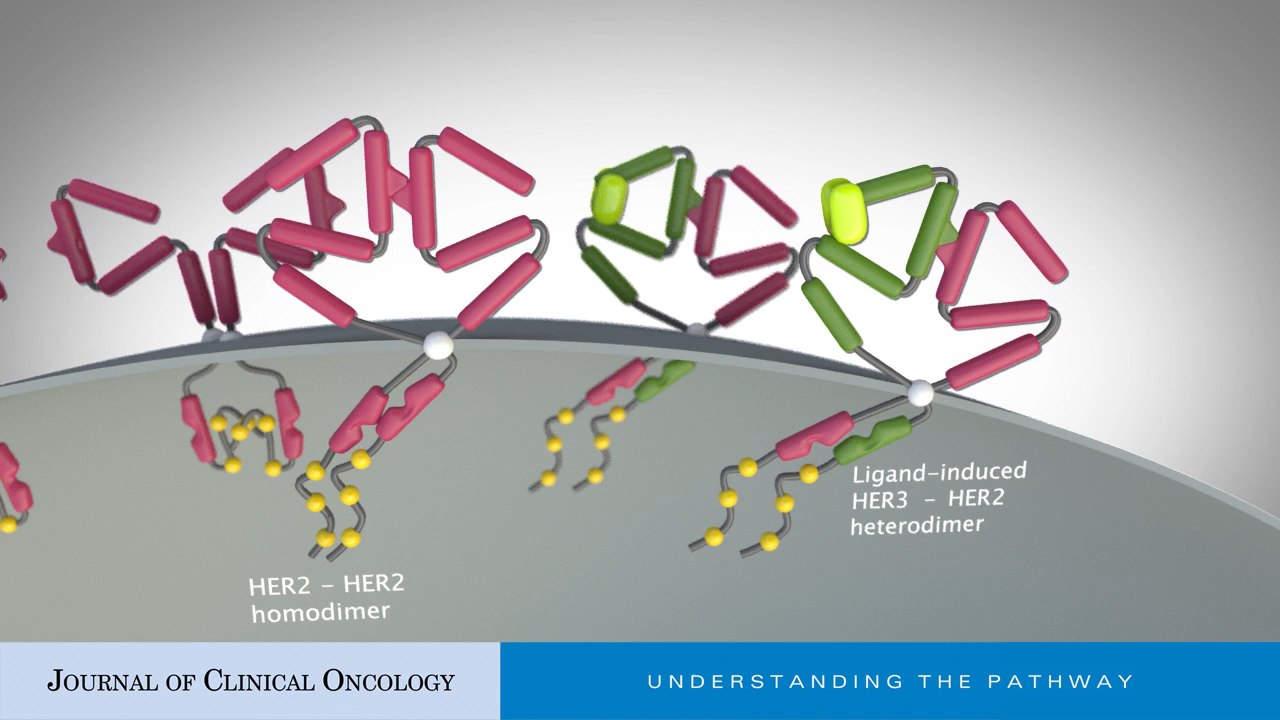 Ligand-induced
HER3 - HER2
heterodimer
HER2 - HER2
homodimer
JOURNAL OF CLINICAL ONCOLOGY
UNDERSTANDING THE PATHWAY